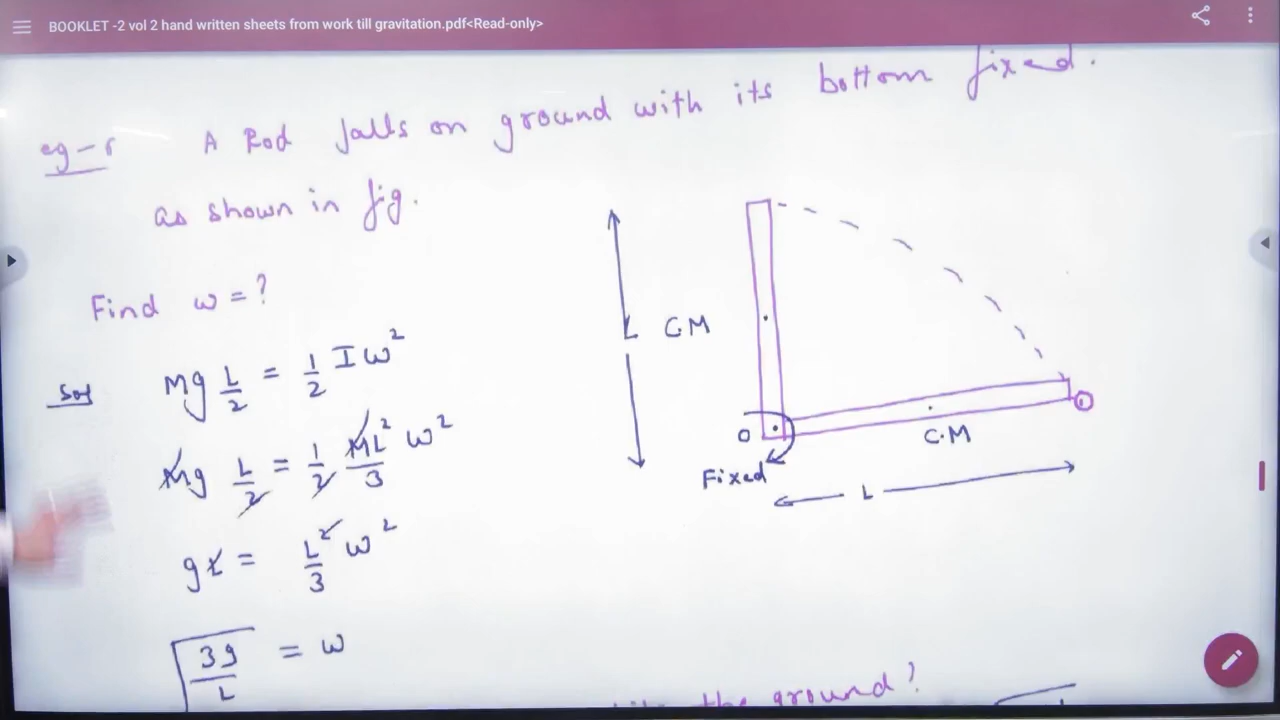 BOOKLET -2 vol 2 hand written sheets from work till gravitation.pdf<Read-only>
eg-5 A Rod falls on ground with its bottom fixed.
as shown in fig.
Find ω = ?
Sol Mg L/2 = 1/2 Iω²
Mg L/2 = 1/2 ML²/3 ω²
gL = L²/3 ω²
√3g/L = ω
L C.M
O
Fixed
C.M
L
the ground?